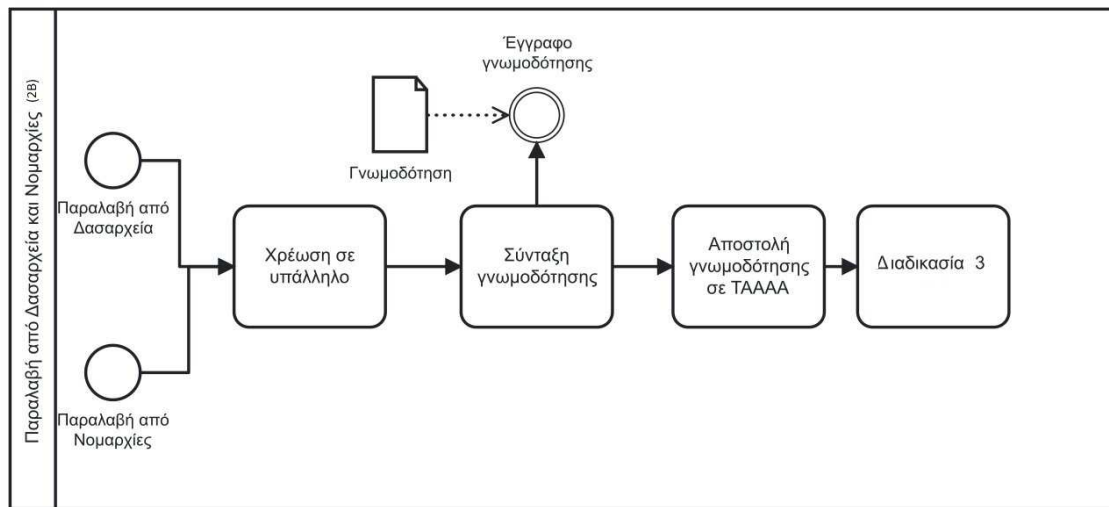 Παραλαβή από Δασαρχεία και Νομαρχίες (2Β)
Έγγραφο
γνωμοδότησης
Γνωμοδότηση
Παραλαβή από
Δασαρχεία
Χρέωση σε
υπάλληλο
Σύνταξη
γνωμοδότησης
Αποστολή
γνωμοδότησης
σε ΤΑΑΑΑ
Διαδικασία 3
Παραλαβή από
Νομαρχίες